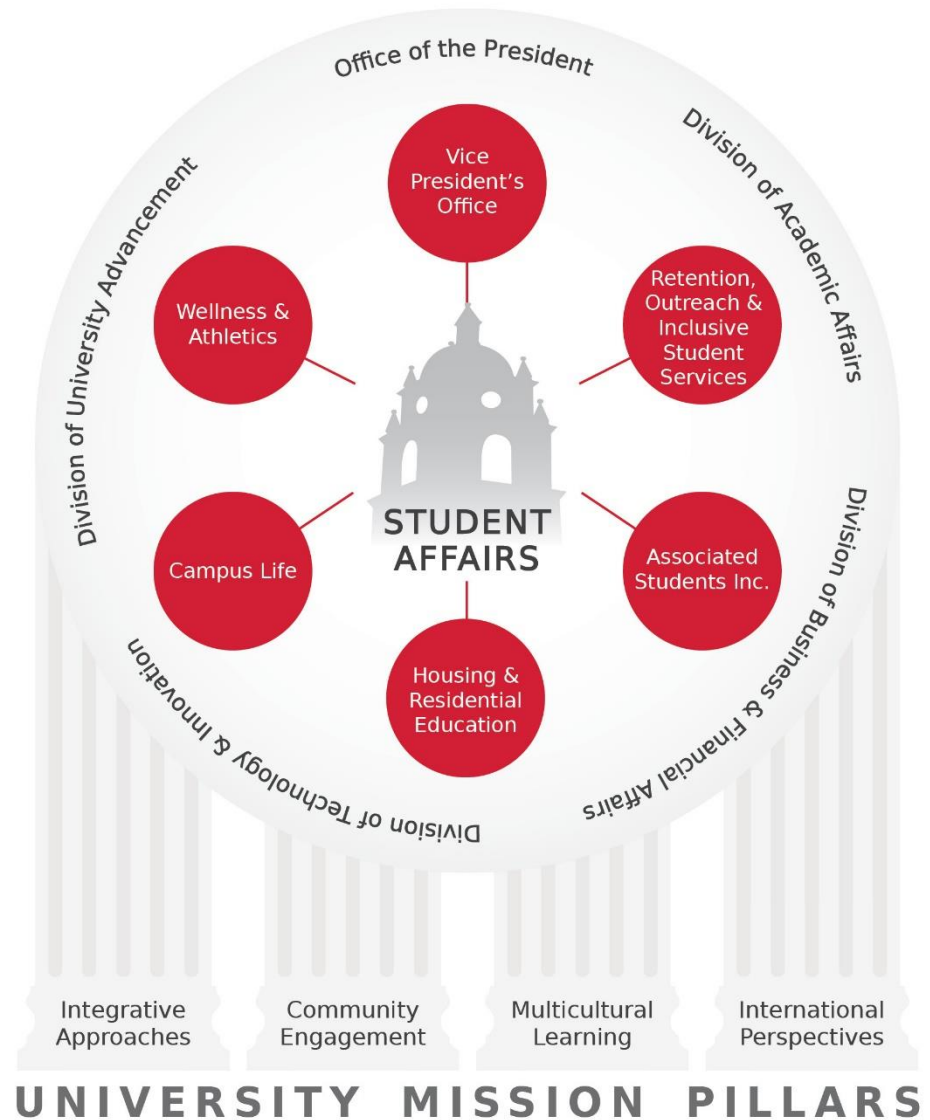 Office of the President
Division of Academic Affairs
Division of University Advancement
Vice
President’s
Office
Wellness &
Athletics
Retention,
Outreach &
Inclusive
Student
Services
STUDENT
AFFAIRS
Campus Life
Associated
Students Inc.
Housing &
Residential
Education
Division of Business & Financial Affairs
Division of Technology & Innovation
Integrative
Approaches
Community
Engagement
Multicultural
Learning
International
Perspectives
UNIVERSITY MISSION PILLARS